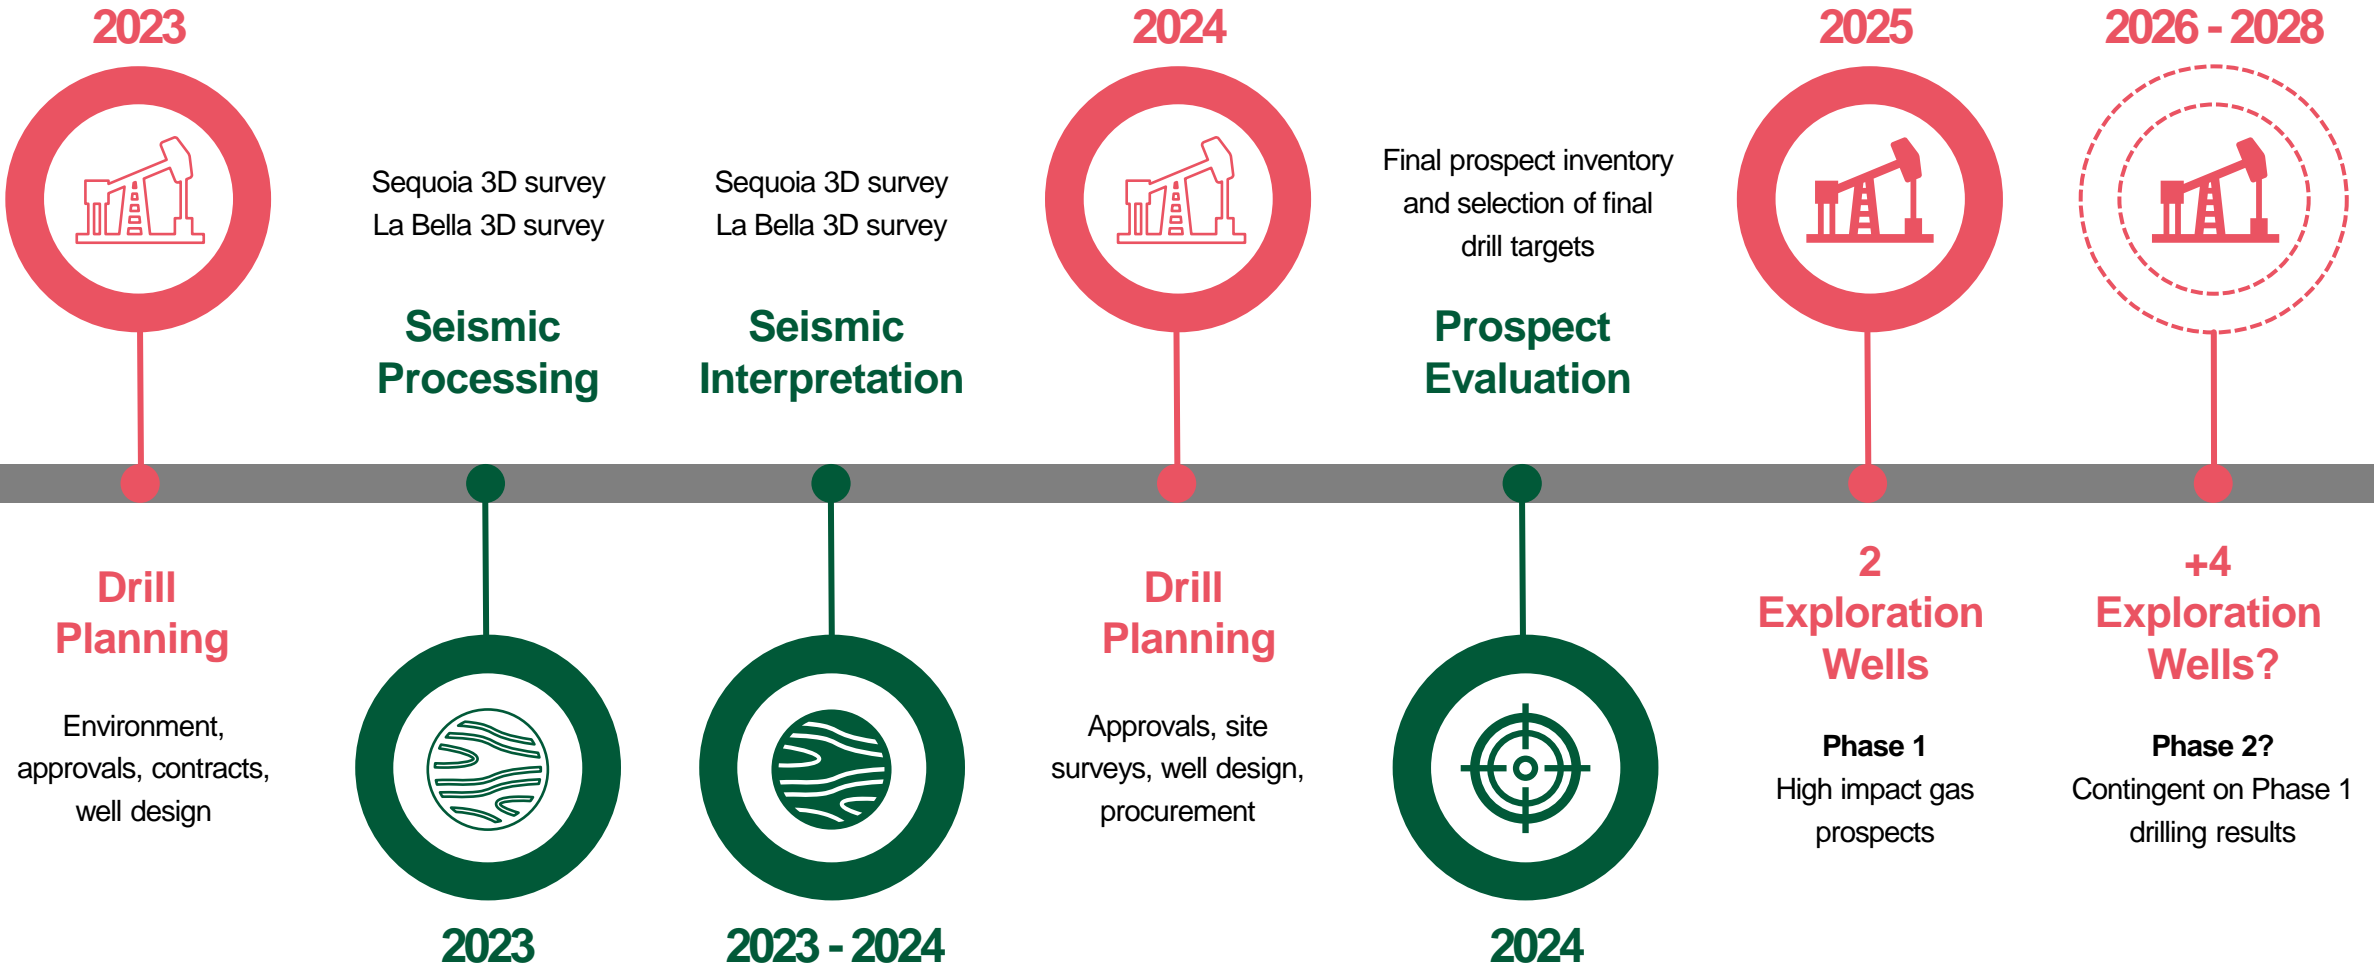 2023
Drill
Planning
Environment,
approvals, contracts,
well design
Sequoia 3D survey
La Bella 3D survey
Seismic
Processing
2023
Sequoia 3D survey
La Bella 3D survey
Seismic
Interpretation
2023 - 2024
2024
Drill
Planning
Approvals, site
surveys, well design,
procurement
Final prospect inventory
and selection of final
drill targets
Prospect
Evaluation
2024
2025
2
Exploration
Wells
Phase 1
High impact gas
prospects
2026 - 2028
+4
Exploration
Wells?
Phase 2?
Contingent on Phase 1
drilling results